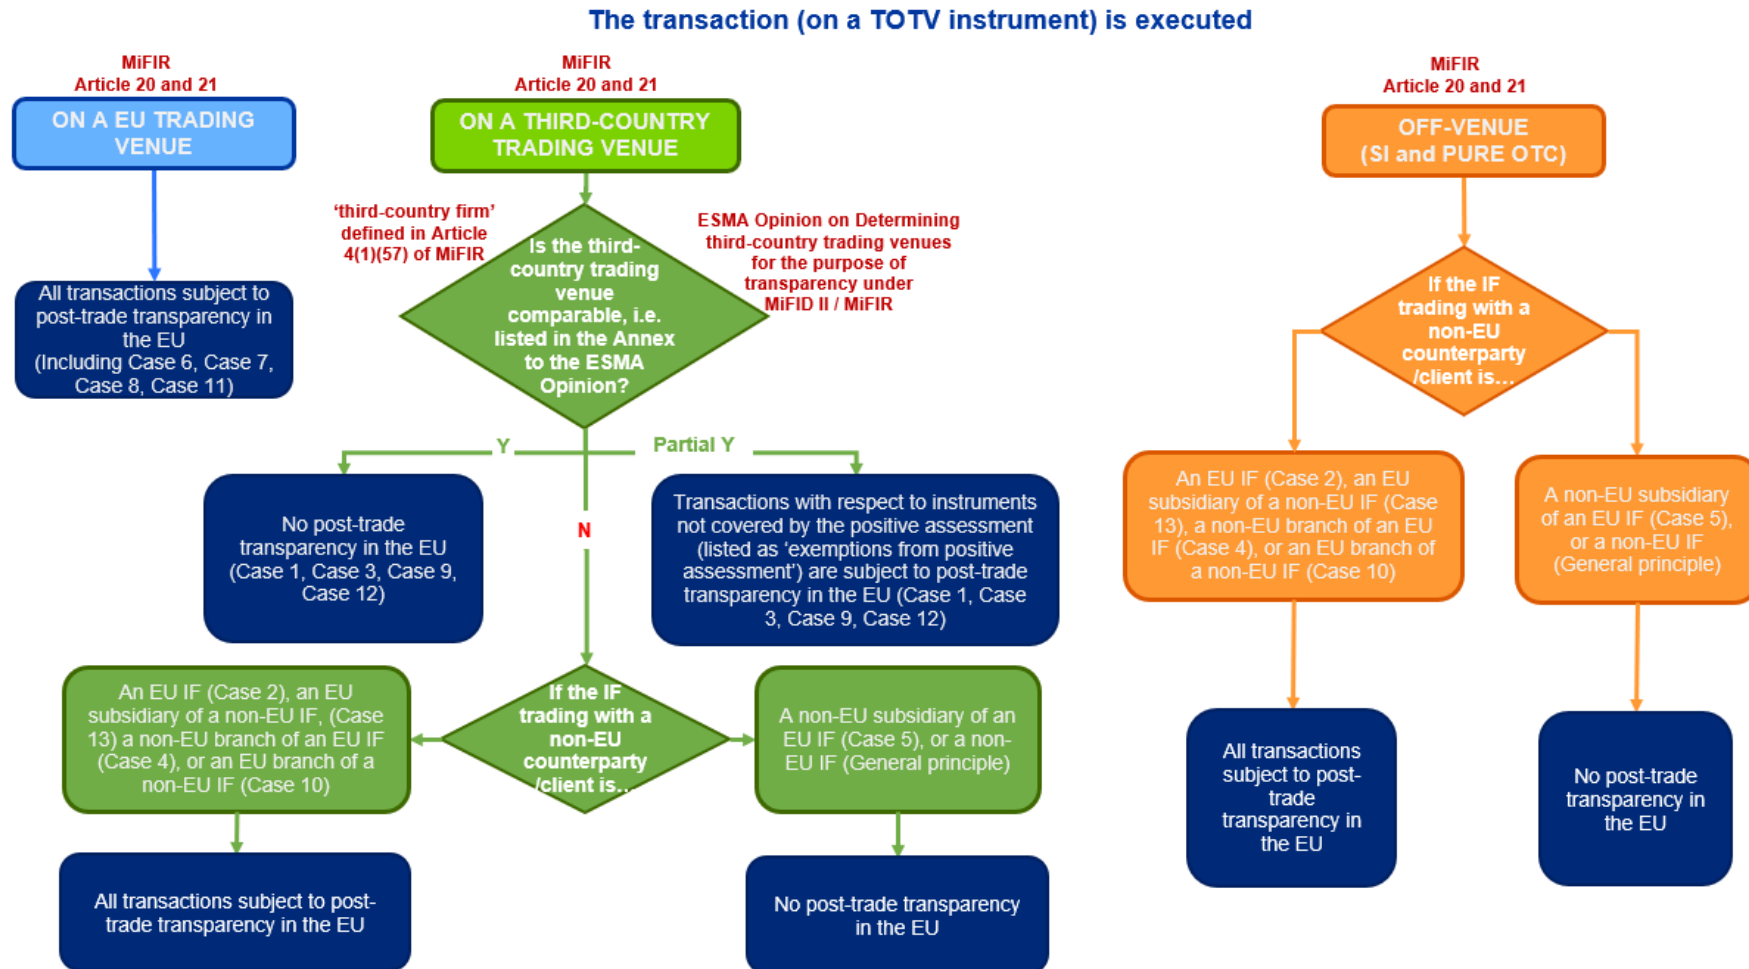 The transaction (on a TOTV instrument) is executed
MiFIR
Article 20 and 21
ON A EU TRADING
VENUE
All transactions subject to
post-trade transparency in
the EU
(Including Case 6, Case 7,
Case 8, Case 11)
MiFIR
Article 20 and 21
ON A THIRD-COUNTRY
TRADING VENUE
‘third-country firm’
defined in Article
4(1)(57) of MiFIR
Is the third-
country trading
venue
comparable, i.e.
listed in the Annex
to the ESMA
Opinion?
ESMA Opinion on Determining
third-country trading venues
for the purpose of
transparency under
MiFID II / MiFIR
Y
Partial Y
N
No post-trade
transparency in the EU
(Case 1, Case 3, Case 9,
Case 12)
Transactions with respect to instruments
not covered by the positive assessment
(listed as ‘exemptions from positive
assessment’) are subject to post-trade
transparency in the EU (Case 1, Case
3, Case 9, Case 12)
An EU IF (Case 2), an EU
subsidiary of a non-EU IF, (Case
13) a non-EU branch of an EU IF
(Case 4), or an EU branch of a
non-EU IF (Case 10)
If the IF
trading with a
non-EU
counterparty
/client is…
A non-EU subsidiary of an
EU IF (Case 5), or a non-
EU IF (General principle)
All transactions subject to post-
trade transparency in the EU
No post-trade transparency
in the EU
MiFIR
Article 20 and 21
OFF-VENUE
(SI and PURE OTC)
If the IF
trading with a
non-EU
counterparty
/client is…
An EU IF (Case 2), an EU
subsidiary of a non-EU IF (Case
13), a non-EU branch of an EU
IF (Case 4), or an EU branch of
a non-EU IF (Case 10)
A non-EU subsidiary
of an EU IF (Case 5),
or a non-EU IF
(General principle)
All transactions
subject to post-
trade
transparency in
the EU
No post-trade
transparency in
the EU